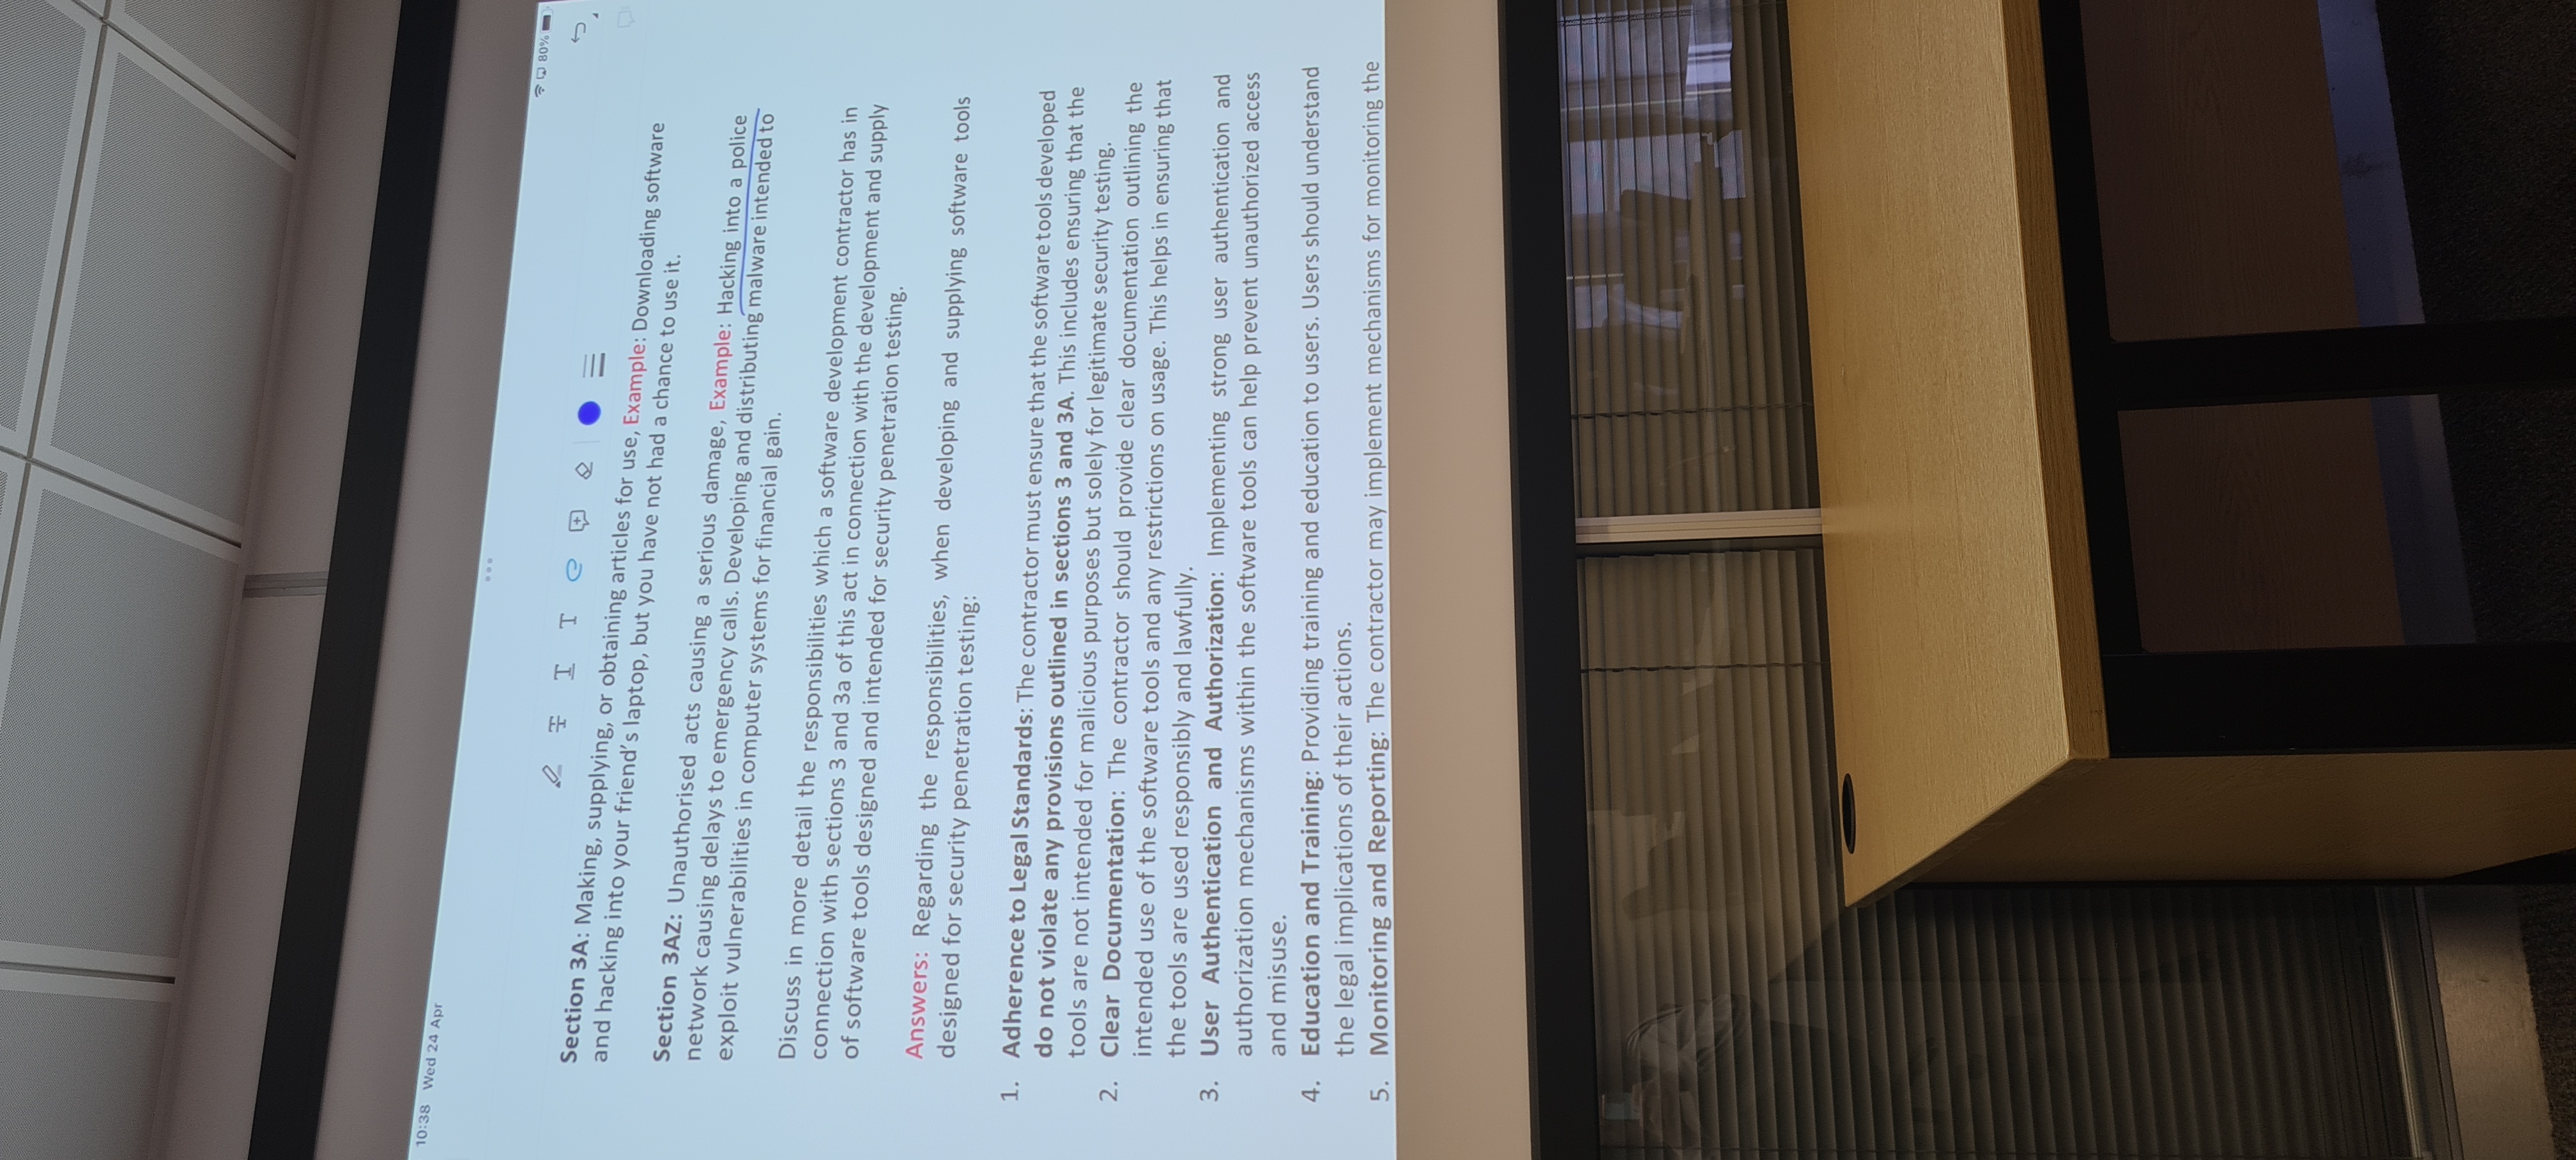 10:38 Wed 24 Apr
80%
Section 3A: Making, supplying, or obtaining articles for use, Example: Downloading software
and hacking into your friend's laptop, but you have not had a chance to use it.
Section 3AZ: Unauthorised acts causing a serious damage, Example: Hacking into a police
network causing delays to emergency calls. Developing and distributing malware intended to
exploit vulnerabilities in computer systems for financial gain.
Discuss in more detail the responsibilities which a software development contractor has in
connection with sections 3 and 3a of this act in connection with the development and supply
of software tools designed and intended for security penetration testing.
Answers: Regarding the responsibilities, when developing and supplying software tools
designed for security penetration testing:
1. Adherence to Legal Standards: The contractor must ensure that the software tools developed
do not violate any provisions outlined in sections 3 and 3A. This includes ensuring that the
tools are not intended for malicious purposes but solely for legitimate security testing.
2. Clear Documentation: The contractor should provide clear documentation outlining the
intended use of the software tools and any restrictions on usage. This helps in ensuring that
the tools are used responsibly and lawfully.
3. User Authentication and Authorization: Implementing strong user authentication and
authorization mechanisms within the software tools can help prevent unauthorized access
and misuse.
4. Education and Training: Providing training and education to users. Users should understand
the legal implications of their actions.
5. Monitoring and Reporting: The contractor may implement mechanisms for monitoring the